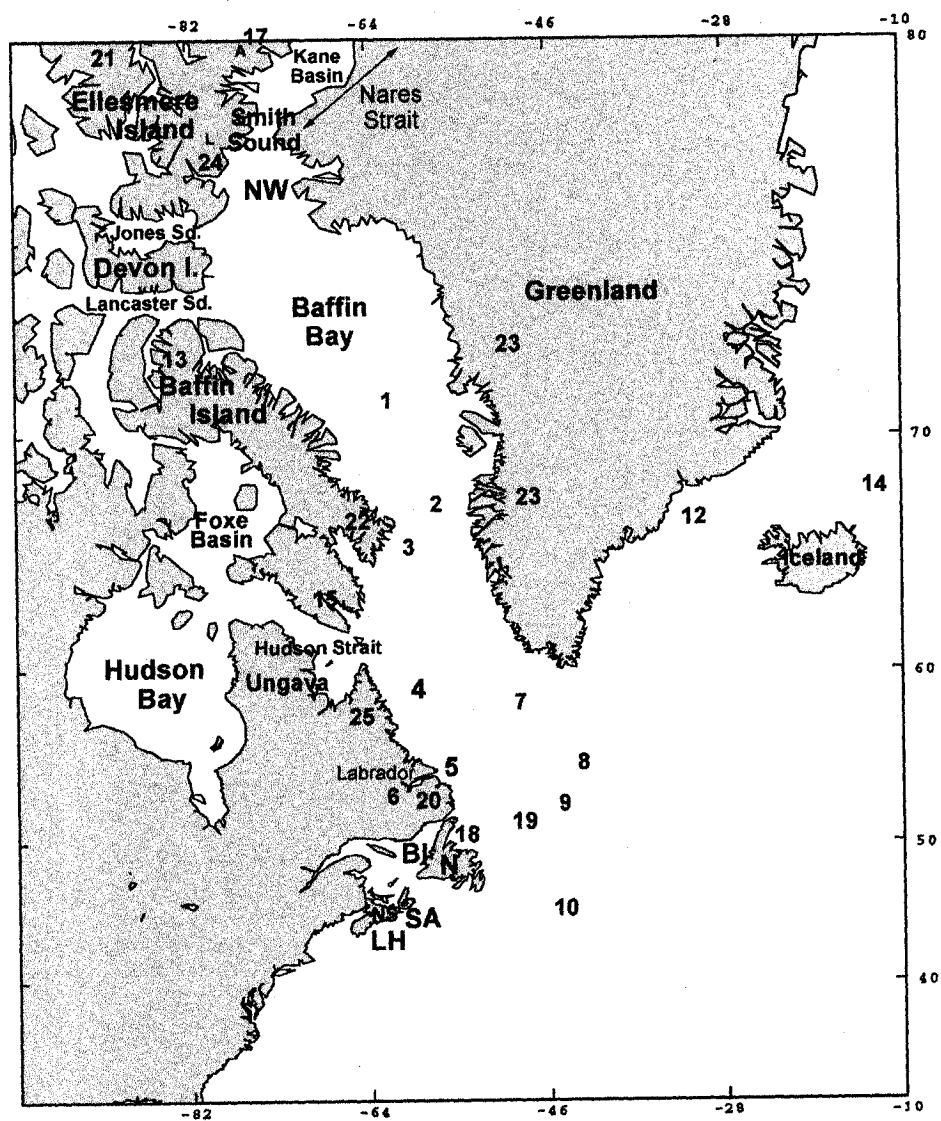 -82 -64 -46 -28 -10
17
80
21
A
Kane
Basin
Nares
Strait
Ellesmere
Island
Smith
Sound
L
24
NW
Jones Sd.
Devon I.
Lancaster Sd.
Greenland
Baffin
Bay
23
13
Baffin
Island
1
70
14
2
23
12
22
Foxe
Basin
3
Iceland
15
Hudson Strait
60
Hudson
Bay
Ungava
4
7
25
8
Labrador
5
6
20
9
19
18
50
BI
N
10
NS
SA
LH
40
-82 -64 -46 -28 -10